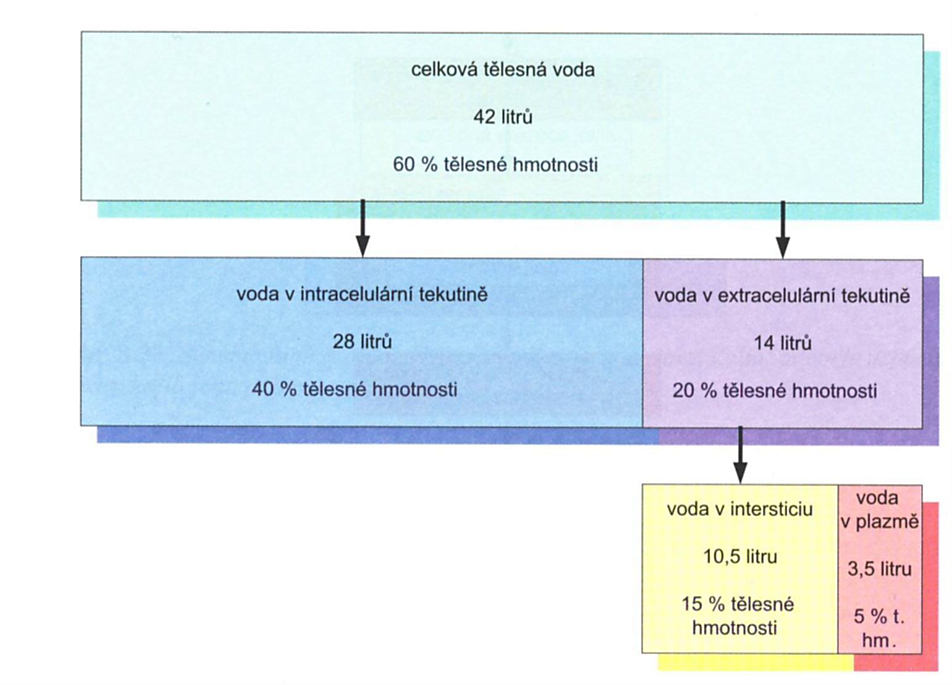 celková tělesná voda
42 litrů
60 % tělesné hmotnosti
voda v intracelulární tekutině
28 litrů
40 % tělesné hmotnosti
voda v extracelulární tekutině
14 litrů
20 % tělesné hmotnosti
voda v intersticiu
10,5 litru
15 % tělesné
hmotnosti
voda
v plazmě
3,5 litru
5 % t.
hm.